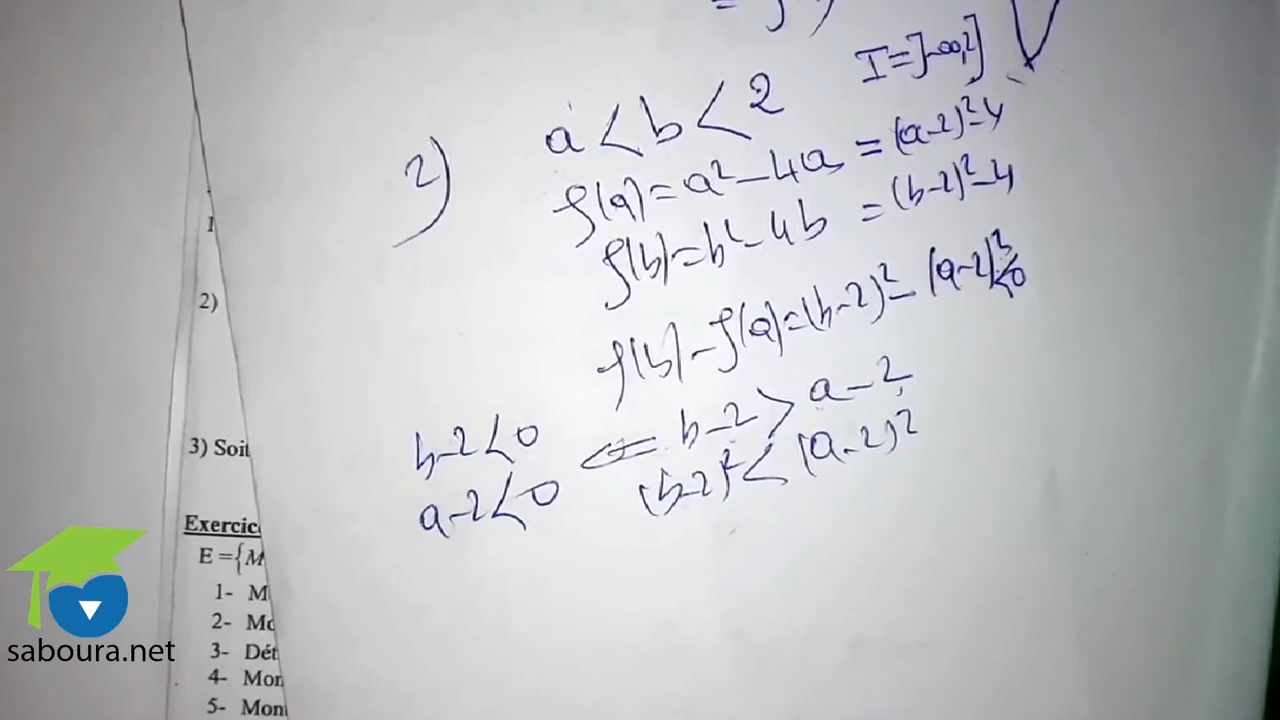 I=]-∞,2]
2) a < b < 2
f(a)=a²-4a = (a-2)²-4
f(b)=b²-4b = (b-2)²-4
f(b)-f(a)=(b-2)²-(a-2)²<0
b-2<0 <= b-2 > a-2
a-2<0 (b-2)² < (a-2)²
1
2)
3) Soit
Exercic
E ={M
1- M
2- Mo
3- Dét
4- Mon
5- Mon
saboura.net